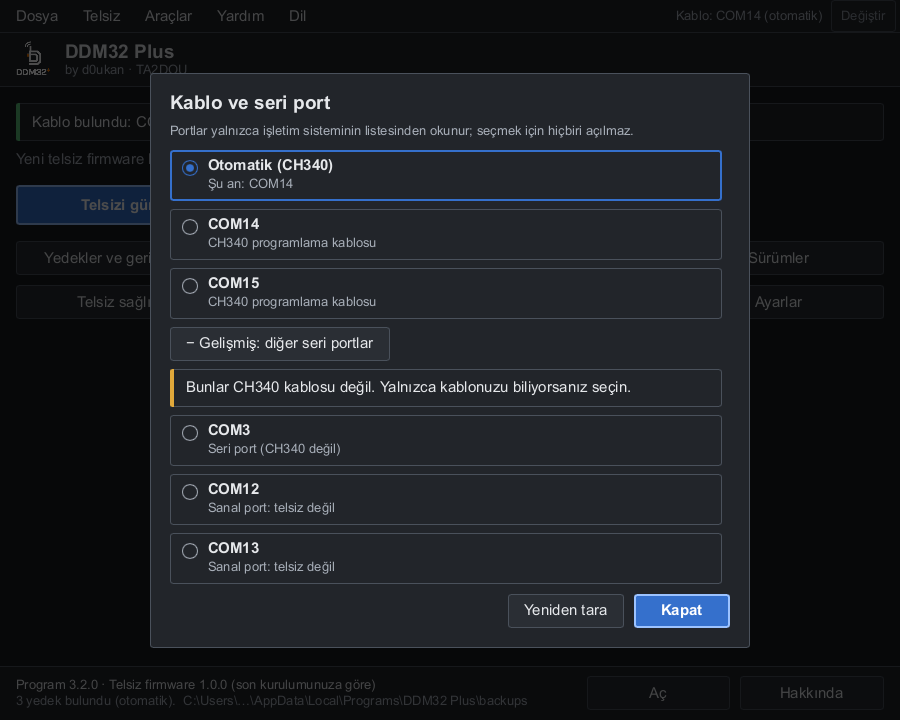 Dosya Telsiz Araçlar Yardım Dil Kablo: COM14 (otomatik) Değiştir
DDM32 Plus
by d0ukan · TA2DOU
DDM32+
Kablo ve seri port
Portlar yalnızca işletim sisteminin listesinden okunur; seçmek için hiçbiri açılmaz.
Kablo bulundu:
Yeni telsiz firmware
Otomatik (CH340)
Şu an: COM14
Telsizi
COM14
CH340 programlama kablosu
Yedekler ve
Sürümler
COM15
CH340 programlama kablosu
Telsiz
Ayarlar
− Gelişmiş: diğer seri portlar
Bunlar CH340 kablosu değil. Yalnızca kablonuzu biliyorsanız seçin.
COM3
Seri port (CH340 değil)
COM12
Sanal port: telsiz değil
COM13
Sanal port: telsiz değil
Yeniden tara Kapat
Program 3.2.0 · Telsiz firmware 1.0.0 (son kurulumunuza göre)
3 yedek bulundu (otomatik). C:\Users\...\AppData\Local\Programs\DDM32 Plus\backups
Aç Hakkında